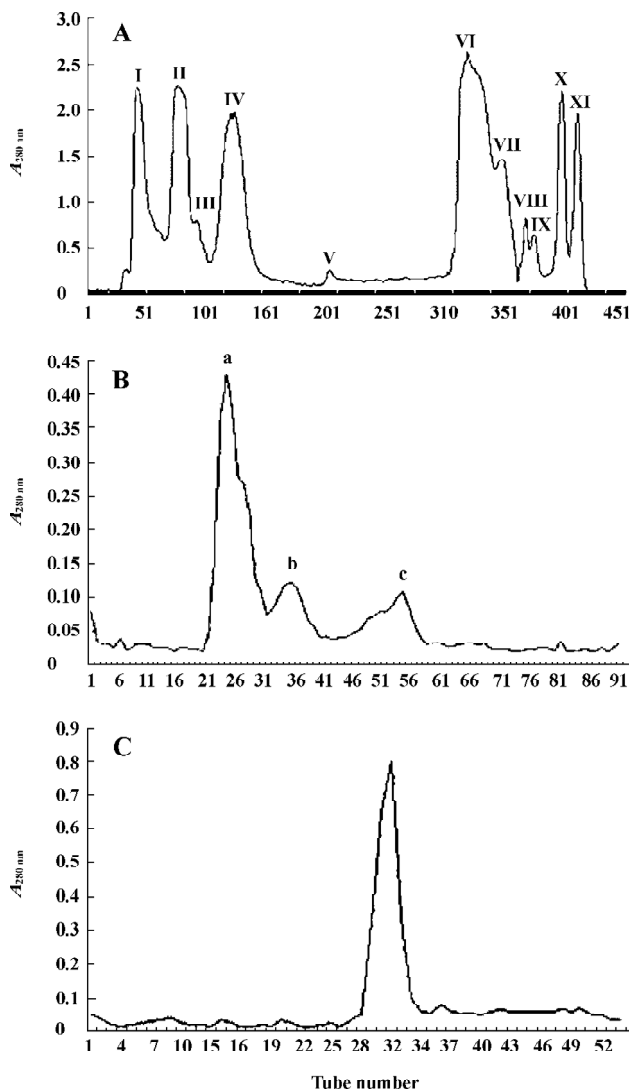 A
3.0
2.5
2.0
1.5
1.0
0.5
0
A280 nm
I
II
III
IV
V
VI
VII
VIII
IX
X
XI
1 51 101 161 201 251 310 351 401 451
B
0.45
0.40
0.35
0.30
0.25
0.20
0.15
0.10
0.05
0
A280 nm
a
b
c
1 6 11 16 21 26 31 36 41 46 51 56 61 66 71 76 81 86 91
C
0.9
0.8
0.7
0.6
0.5
0.4
0.3
0.2
0.1
0
A280 nm
1 4 7 10 15 19 22 25 28 31 32 34 37 40 43 46 49 52
Tube number